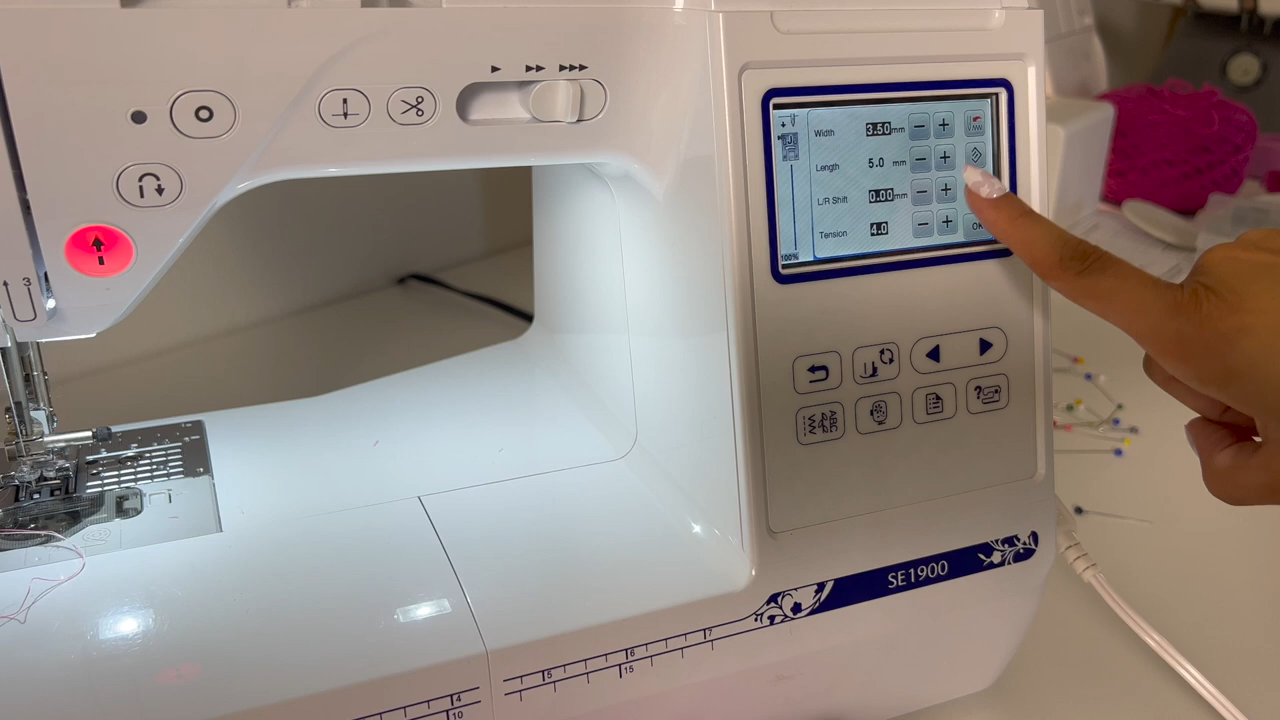 Width 3.50 mm
Length 5.0 mm
L/R Shift 0.00 mm
Tension 4.0
OK
100%
3
ABC
?
SE1900
4 5 6 7
10 15